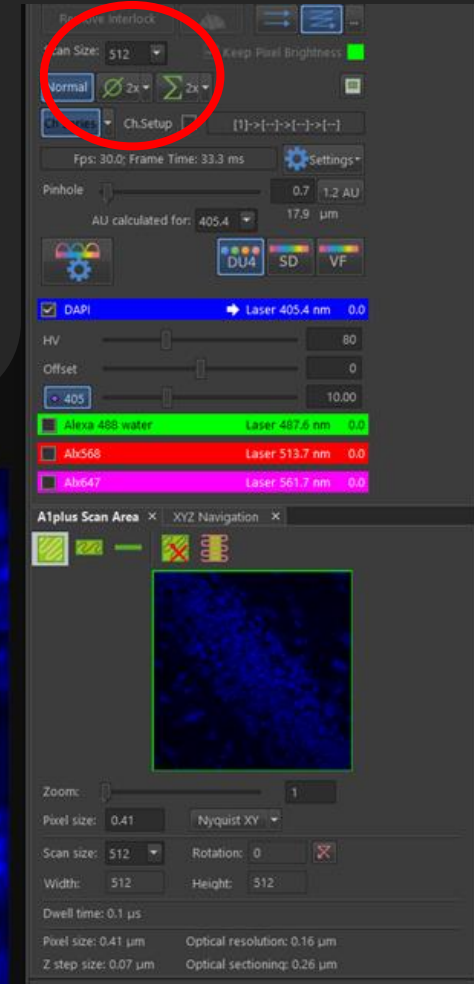 Remove Interlock ...
Scan Size: 512 Keep Pixel Brightness
Normal 2x 2x
Ch Series Ch.Setup [1]->[--]->[--]->[--]
Fps: 30.0; Frame Time: 33.3 ms Settings
Pinhole 0.7 1.2 AU
AU calculated for: 405.4 17.9 µm
DU4 SD VF
DAPI Laser 405.4 nm 0.0
HV 80
Offset 0
405 10.00
Alexa 488 water Laser 487.6 nm 0.0
Alx568 Laser 513.7 nm 0.0
Alx647 Laser 561.7 nm 0.0
A1plus Scan Area × XYZ Navigation ×
Zoom: 1
Pixel size: 0.41 Nyquist XY
Scan size: 512 Rotation: 0
Width: 512 Height: 512
Dwell time: 0.1 µs
Pixel size: 0.41 µm Optical resolution: 0.16 µm
Z step size: 0.07 µm Optical sectioning: 0.26 µm